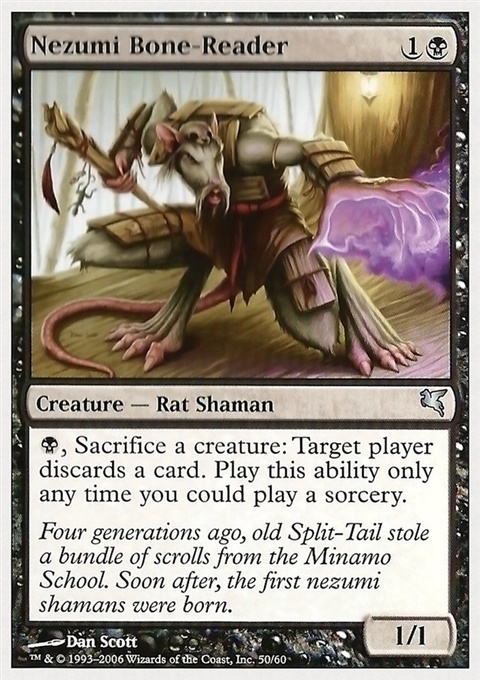 Nezumi Bone-Reader 1
Creature — Rat Shaman
, Sacrifice a creature: Target player
discards a card. Play this ability only
any time you could play a sorcery.
Four generations ago, old Split-Tail stole
a bundle of scrolls from the Minamo
School. Soon after, the first nezumi
shamans were born.
Dan Scott
1/1
™ & © 1993–2006 Wizards of the Coast, Inc. 50/60